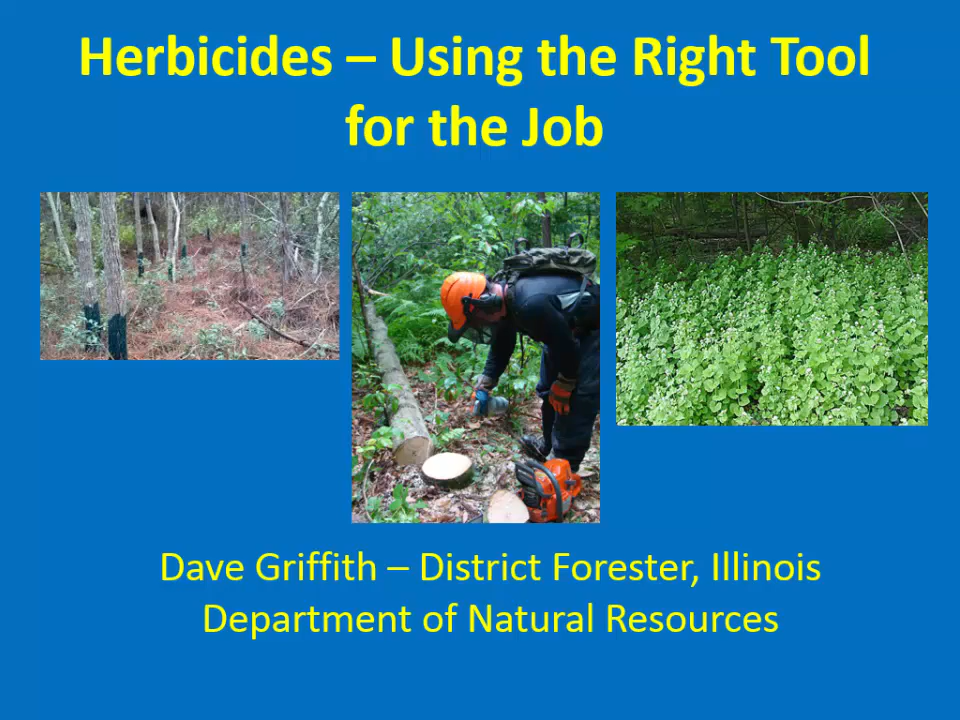 Herbicides – Using the Right Tool
for the Job
Dave Griffith – District Forester, Illinois
Department of Natural Resources